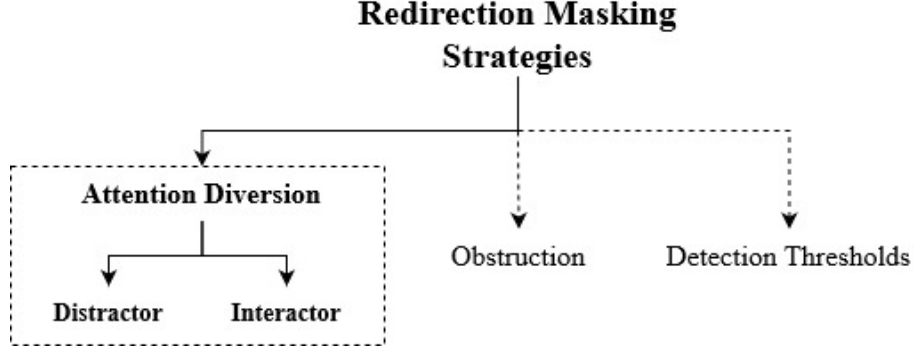 Redirection Masking
Strategies
Attention Diversion
Obstruction
Detection Thresholds
Distractor
Interactor